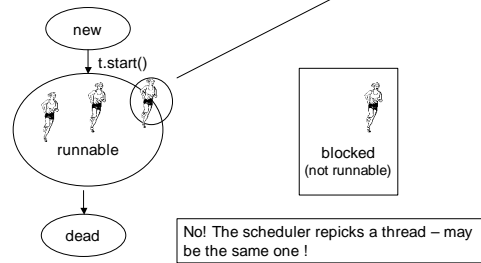 new
t.start()
runnable
blocked
(not runnable)
dead
No! The scheduler repicks a thread – may
be the same one !